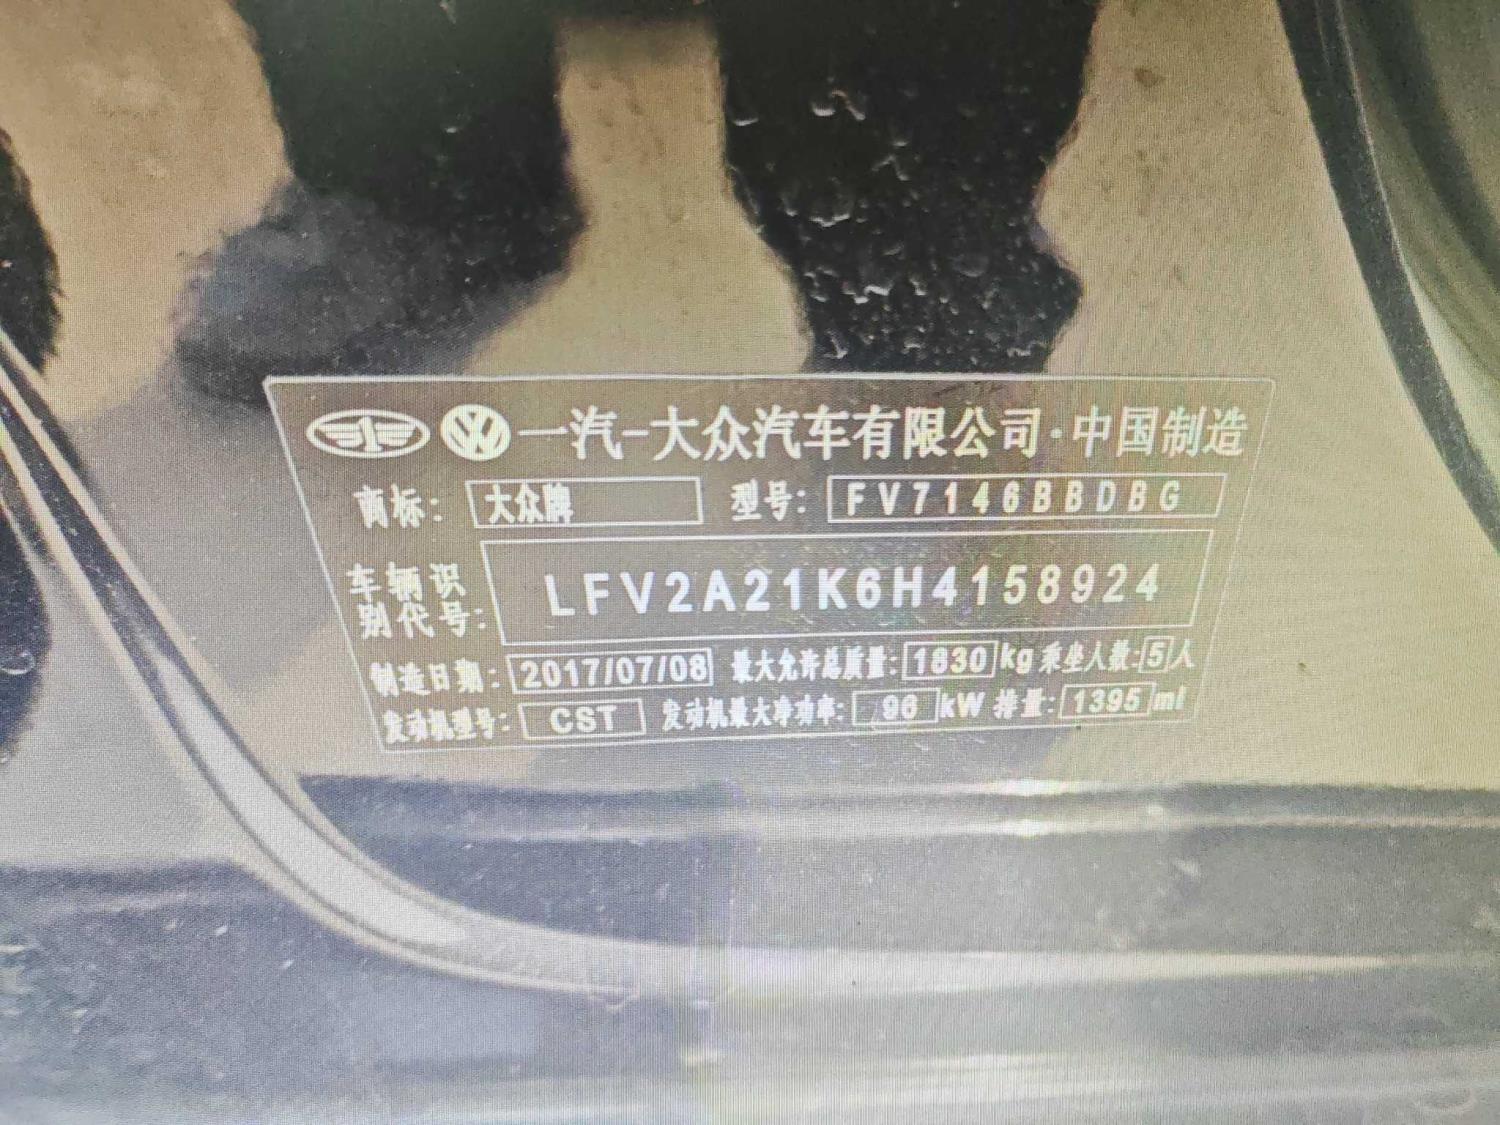 一汽-大众汽车有限公司·中国制造
商标: 大众牌 型号: FV7146BBDBG
车辆识别代号: LFV2A21K6H4158924
制造日期: 2017/07/08 最大允许总质量: 1830 kg 乘坐人数: 5 人
发动机型号: CST 发动机最大净功率: 96 kW 排量: 1395 ml